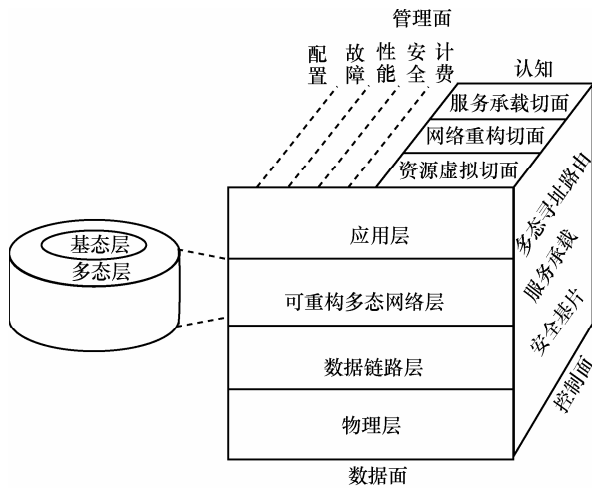 管理面
配置
故障
性能
安全
计费
认知
服务承载切面
网络重构切面
资源虚拟切面
多态寻址路由
服务承载
安全基片
控制面
基态层
多态层
应用层
可重构多态网络层
数据链路层
物理层
数据面